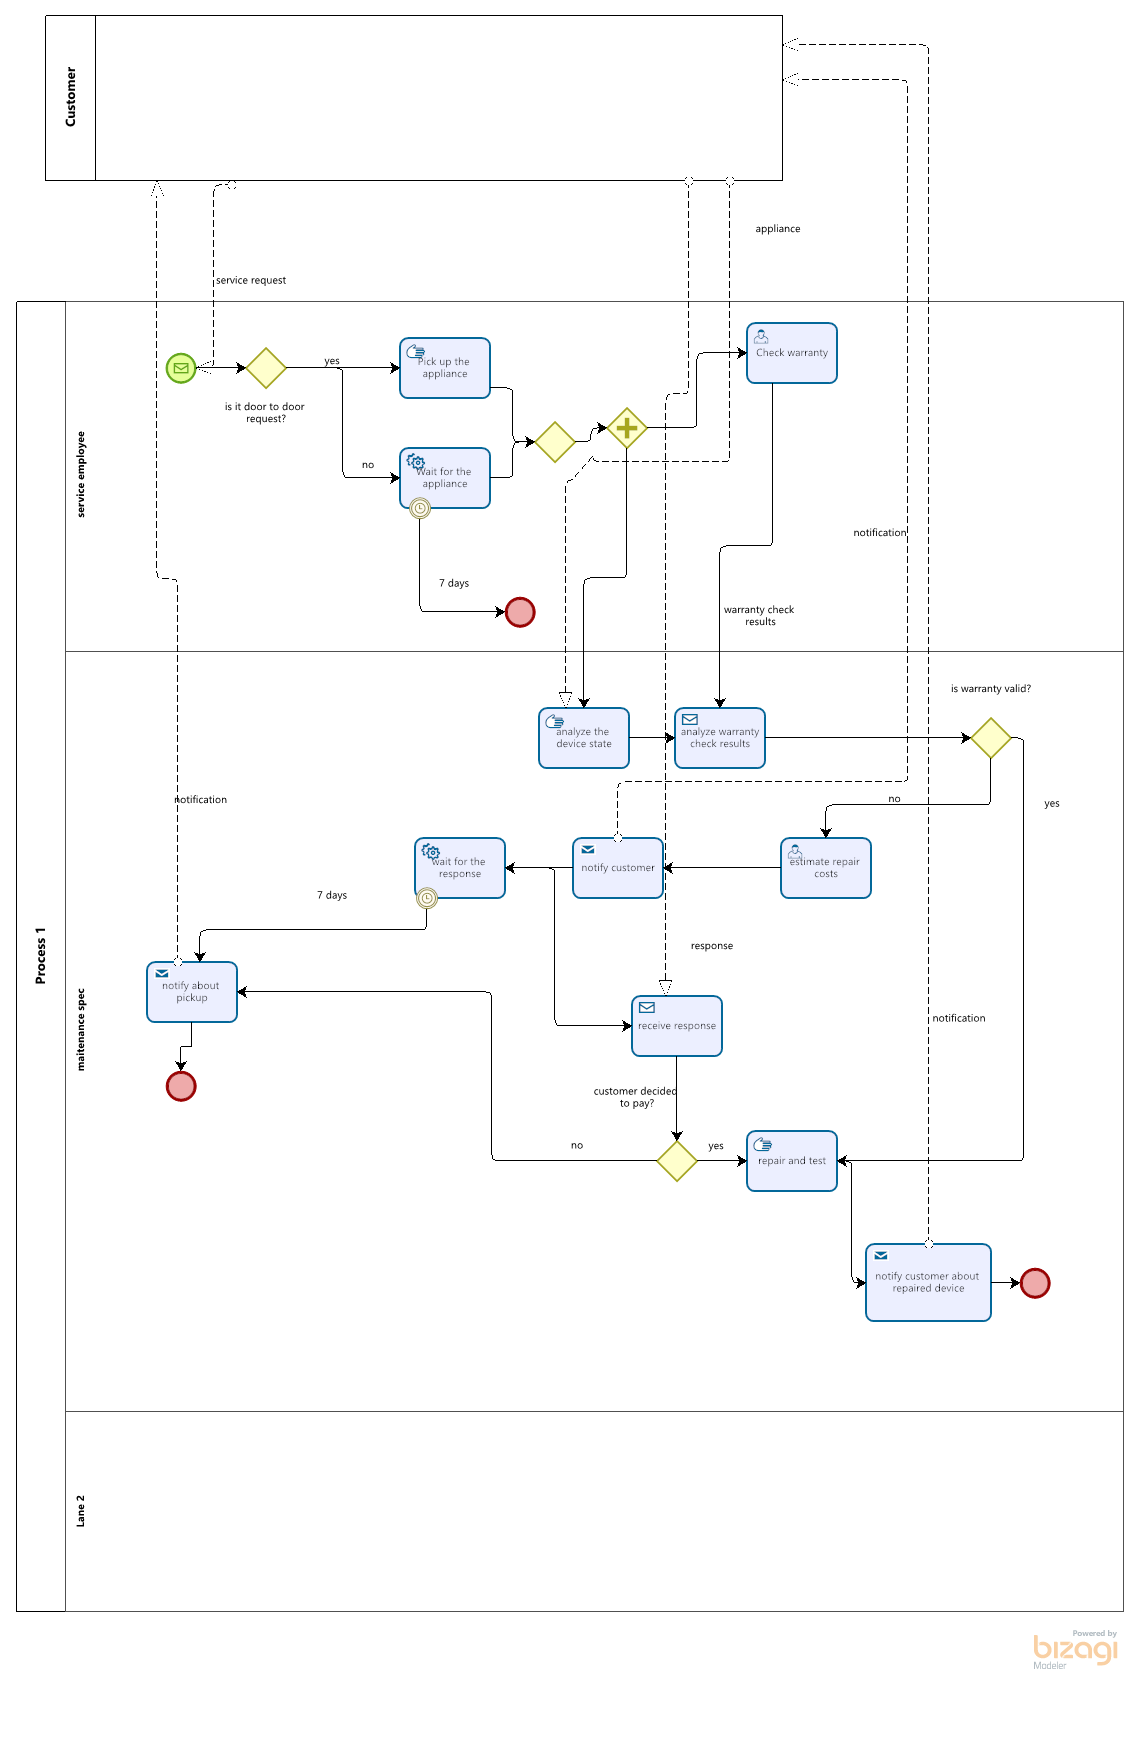 Customer
appliance
service request
Process 1
service employee
yes
Pick up the
appliance
Check warranty
is it door to door
request?
no
Wait for the
appliance
notification
7 days
warranty check
results
maitenance spec
is warranty valid?
analyze the
device state
analyze warranty
check results
notification
no
yes
wait for the
response
notify customer
estimate repair
costs
7 days
response
notify about
pickup
receive response
notification
customer decided
to pay?
no
yes
repair and test
notify customer about
repaired device
Lane 2
Powered by
bizagi
Modeler